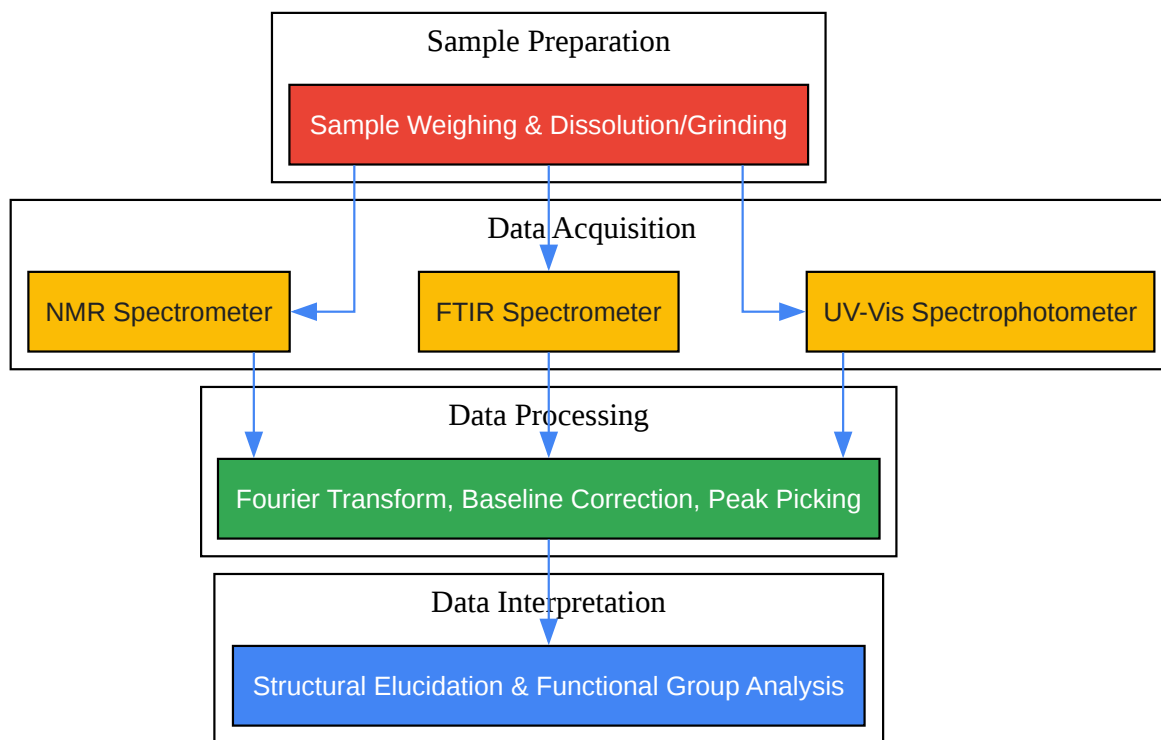 Sample Preparation
Sample Weighing & Dissolution/Grinding
Data Acquisition
NMR Spectrometer
FTIR Spectrometer
UV-Vis Spectrophotometer
Data Processing
Fourier Transform, Baseline Correction, Peak Picking
Data Interpretation
Structural Elucidation & Functional Group Analysis